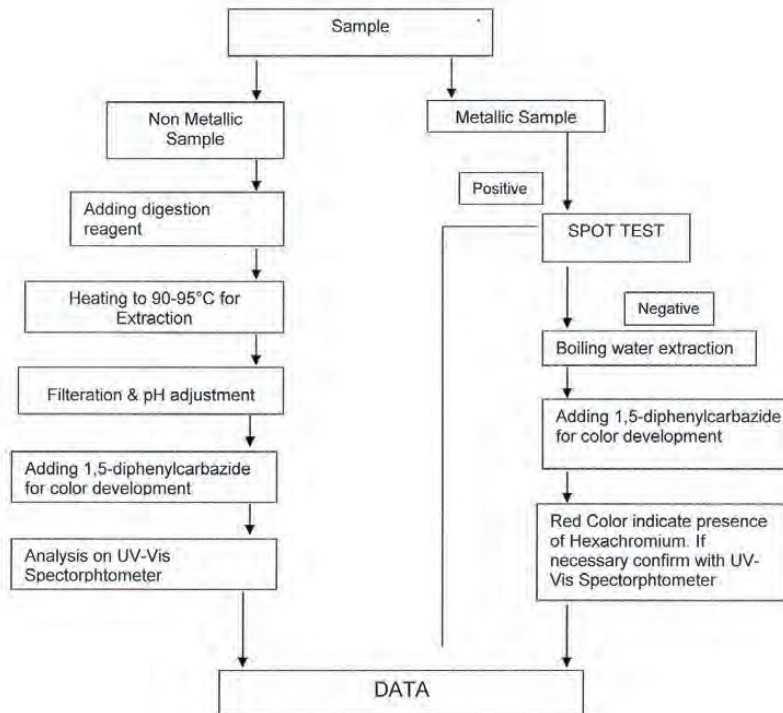 Sample
Non Metallic
Sample
Metallic Sample
Adding digestion
reagent
Positive
SPOT TEST
Heating to 90-95°C for
Extraction
Negative
Boiling water extraction
Filteration & pH adjustment
Adding 1,5-diphenylcarbazide
for color development
Adding 1,5-diphenylcarbazide
for color development
Analysis on UV-Vis
Spectorphtometer
Red Color indicate presence
of Hexachromium. If
necessary confirm with UV-
Vis Spectorphtometer
DATA